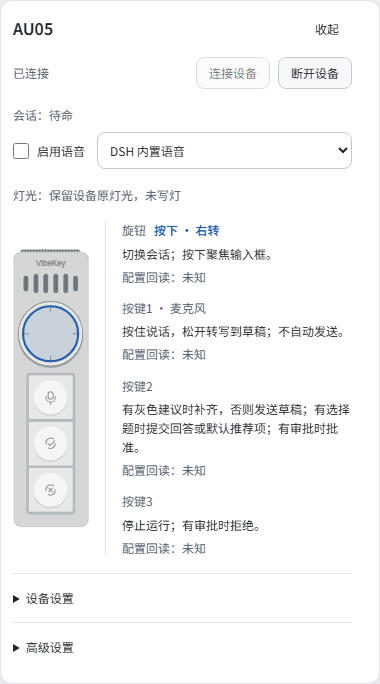 AU05 收起
已连接 连接设备 断开设备
会话：待命
启用语音 DSH 内置语音
灯光：保留设备原灯光，未写灯
VibeKey
旋钮 按下 · 右转
切换会话；按下聚焦输入框。
配置回读：未知
按键1 · 麦克风
按住说话，松开转写到草稿；不自动发送。
配置回读：未知
按键2
有灰色建议时补齐，否则发送草稿；有选择
题时提交回答或默认推荐项；有审批时批
准。
配置回读：未知
按键3
停止运行；有审批时拒绝。
配置回读：未知
设备设置
高级设置